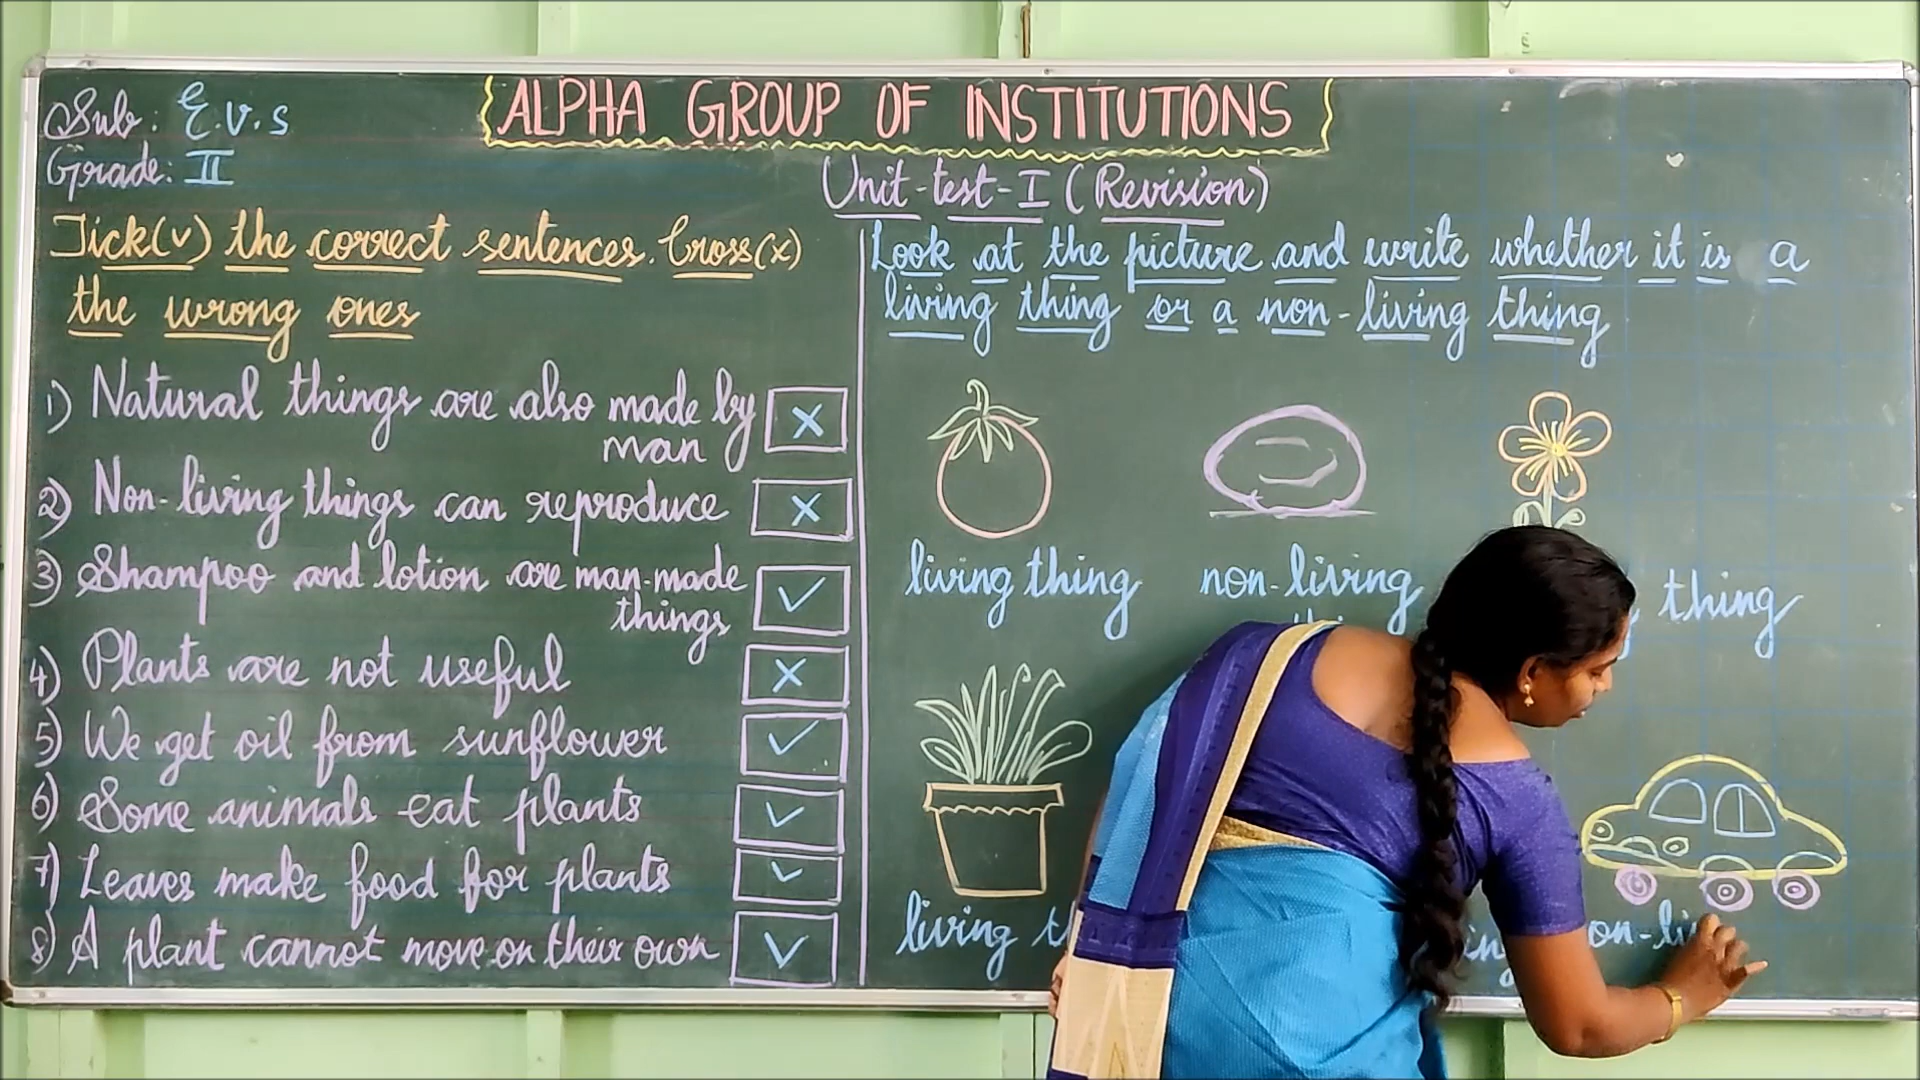 Sub: E.V.S
Grade: II
ALPHA GROUP OF INSTITUTIONS
Unit-test-I (Revision)
Tick(✓) the correct sentences. Cross(x)
the wrong ones
1) Natural things are also made by
man
X
2) Non-living things can reproduce
X
3) Shampoo and lotion are man-made
things
✓
4) Plants are not useful
X
5) We get oil from sunflower
✓
6) Some animals eat plants
✓
7) Leaves make food for plants
✓
8) A plant cannot move on their own
✓
Look at the picture and write whether it is a
living thing or a non-living thing
living thing
non-living
thing
living